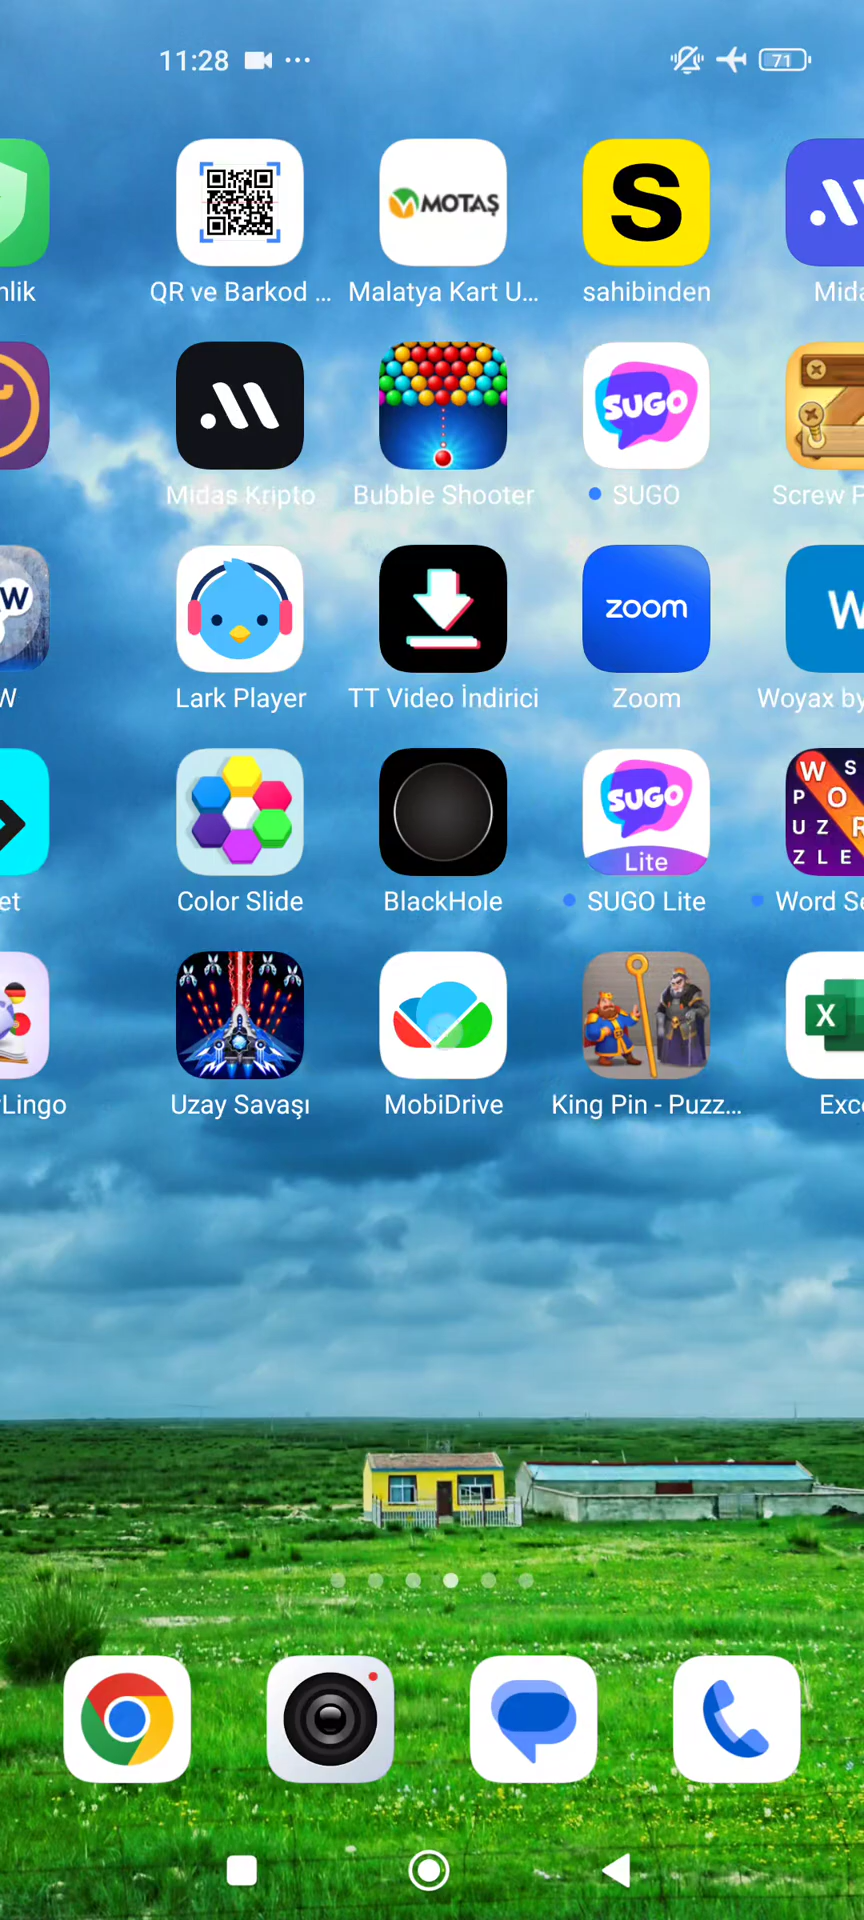 11:28
71
MOTAŞ
S
nlik
QR ve Barkod ...
Malatya Kart U...
sahibinden
Mida
SUGO
Midas Kripto
Bubble Shooter
SUGO
Screw P
W
zoom
W
W
Lark Player
TT Video İndirici
Zoom
Woyax by
SUGO
Lite
W S
P O
U Z R
Z L E
et
Color Slide
BlackHole
SUGO Lite
Word Se
X
Lingo
Uzay Savaşı
MobiDrive
King Pin - Puzz...
Exce